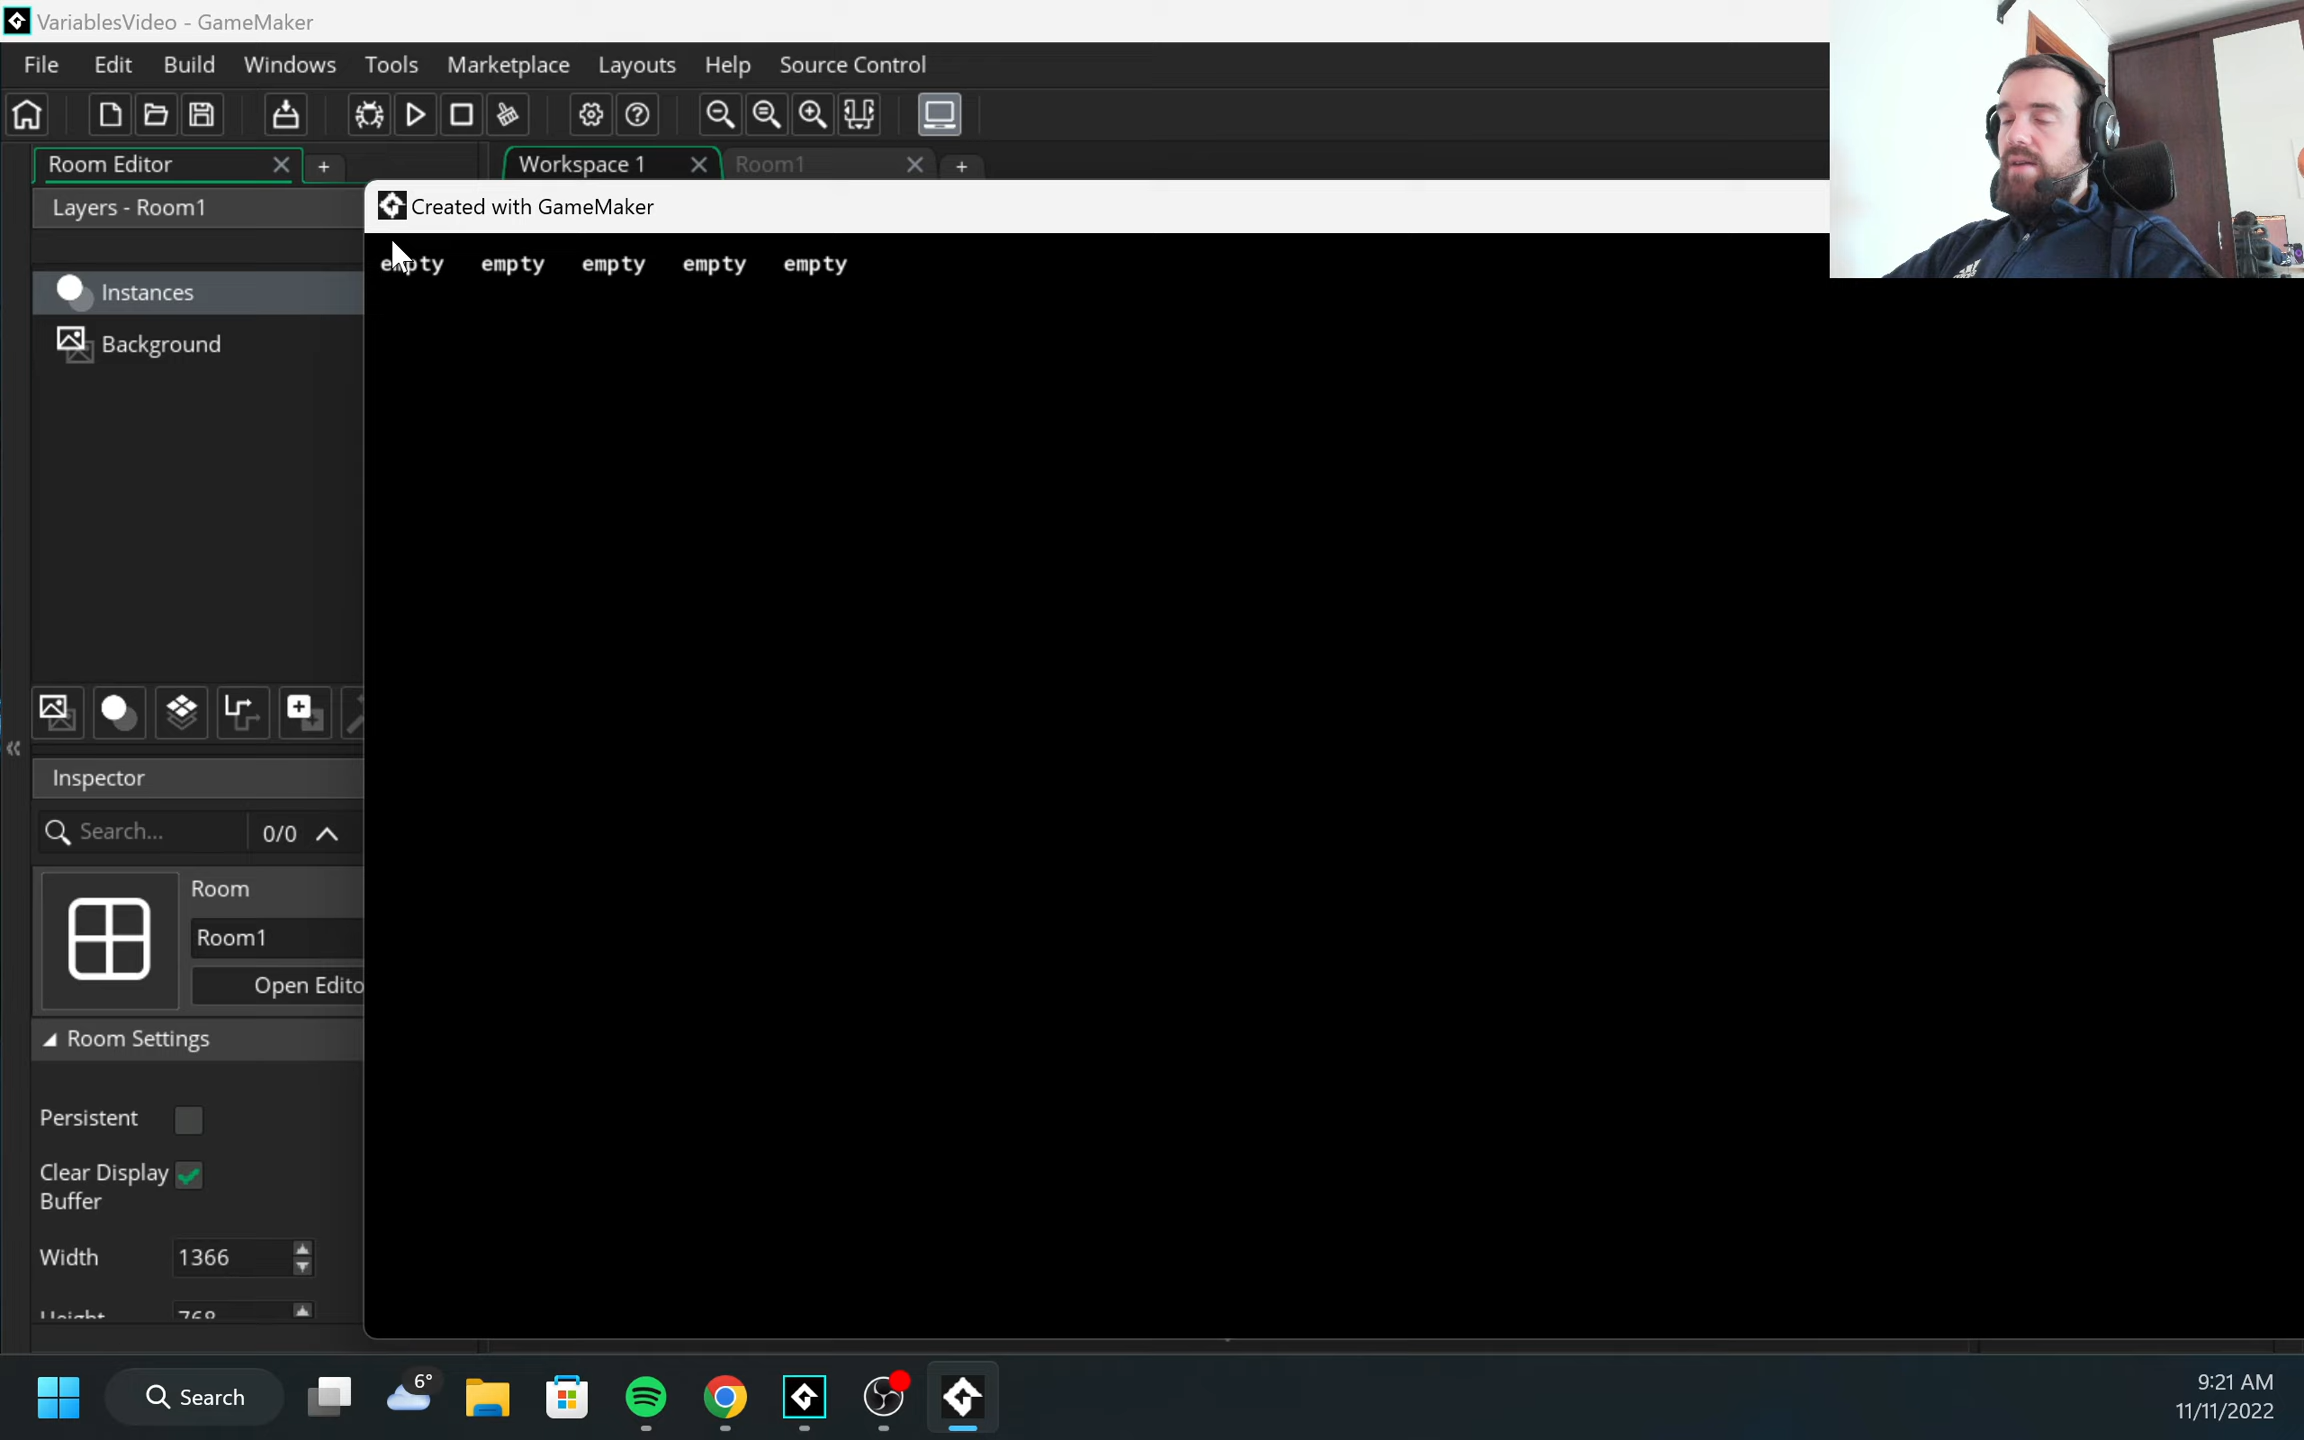 VariablesVideo - GameMaker
File Edit Build Windows Tools Marketplace Layouts Help Source Control
Room Editor
Workspace 1 Room1
Layers - Room1
Created with GameMaker
empty empty empty empty empty
Instances
Background
Inspector
Search... 0/0
Room
Room1
Open Edito
Room Settings
Persistent
Clear Display
Buffer
Width 1366
Height 768
6°
Search
9:21 AM
11/11/2022